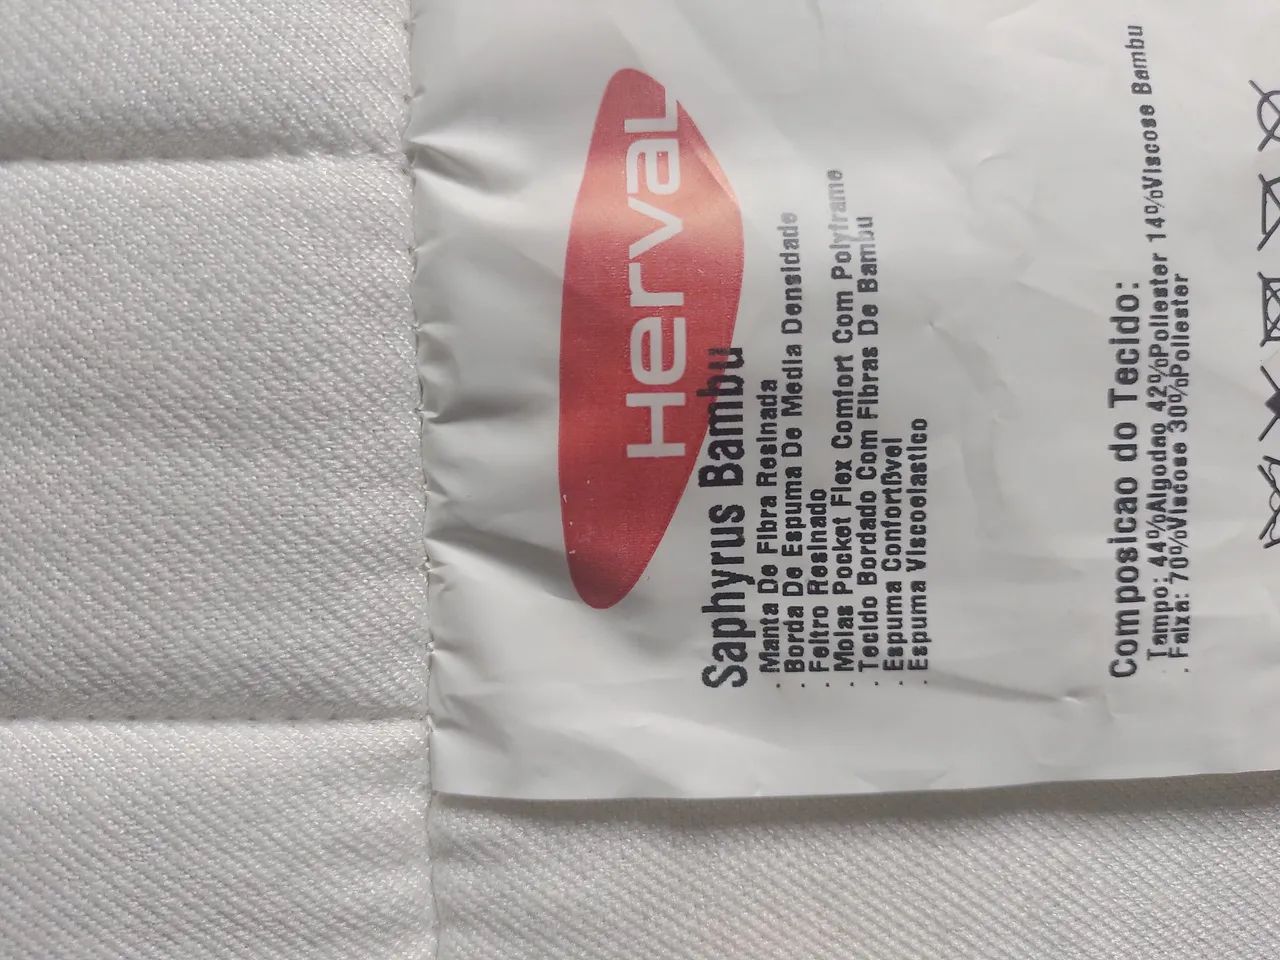 Herval
Saphyrus Bambu
. Manta De Fibra Resinada
. Borda De Espuma De Media Densidade
. Feltro Resinado
. Molas Pocket Flex Comfort Com Polyframe
. Tecido Bordado Com Fibras De Bambu
. Espuma Confortßvel
. Espuma Viscoelastico
Composicao do Tecido:
. Tampo: 44%Algodao 42%Poliester 14%Viscose Bambu
. Faixa: 70%Viscose 30%Poliester